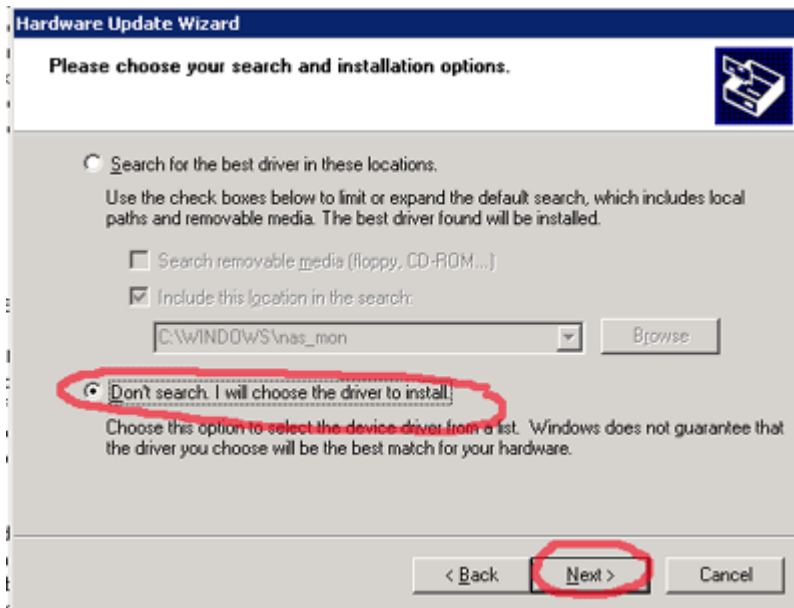 Hardware Update Wizard
Please choose your search and installation options.
Search for the best driver in these locations.
Use the check boxes below to limit or expand the default search, which includes local
paths and removable media. The best driver found will be installed.
Search removable media (floppy, CD-ROM...)
Include this location in the search:
C:\WINDOWS\nas_mon
Browse
Don't search. I will choose the driver to install.
Choose this option to select the device driver from a list. Windows does not guarantee that
the driver you choose will be the best match for your hardware.
< Back
Next >
Cancel